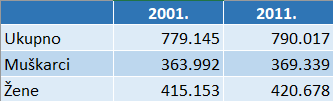 2001. 2011.
Ukupno 779.145 790.017
Muškarci 363.992 369.339
Žene 415.153 420.678